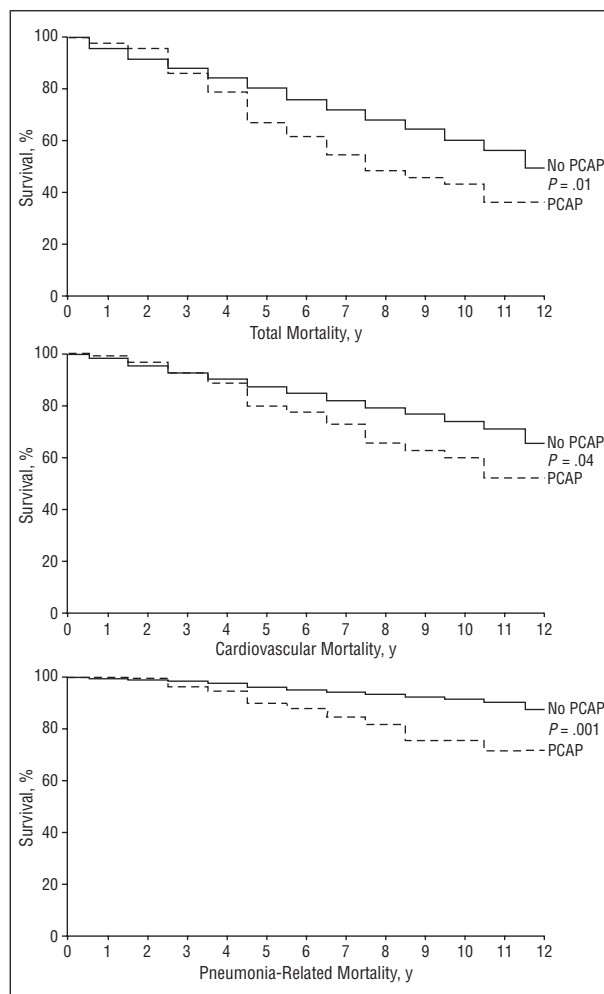 100
80
60
40
20
0
Survival, %
No PCAP
P = .01
PCAP
0 1 2 3 4 5 6 7 8 9 10 11 12
Total Mortality, y
100
80
60
40
20
0
Survival, %
No PCAP
P = .04
PCAP
0 1 2 3 4 5 6 7 8 9 10 11 12
Cardiovascular Mortality, y
100
80
60
40
20
0
Survival, %
No PCAP
P = .001
PCAP
0 1 2 3 4 5 6 7 8 9 10 11 12
Pneumonia-Related Mortality, y